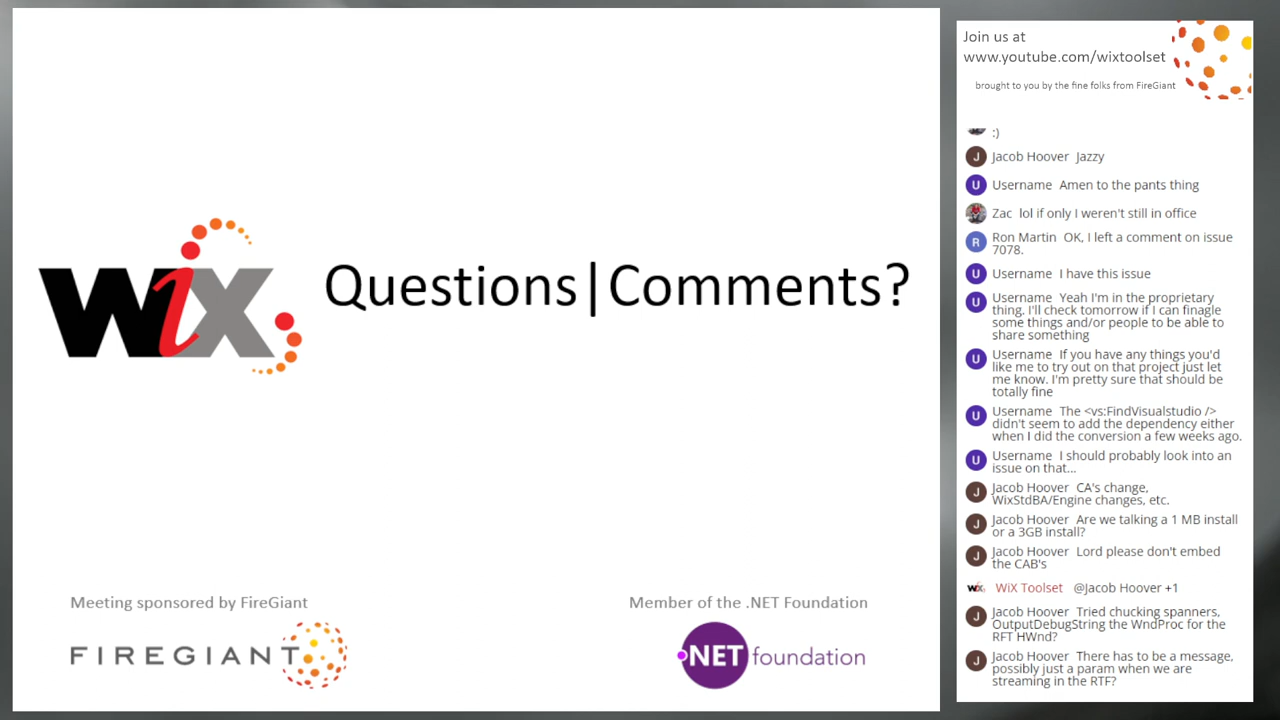 WiX
Questions|Comments?
Meeting sponsored by FireGiant
FIREGIANT
Member of the .NET Foundation
.NET foundation
Join us at
www.youtube.com/wixtoolset
brought to you by the fine folks from FireGiant
:)
J Jacob Hoover Jazzy
U Username Amen to the pants thing
Zac lol if only I weren't still in office
R Ron Martin OK, I left a comment on issue
7078.
U Username I have this issue
U Username Yeah I'm in the proprietary
thing. I'll check tomorrow if I can finagle
some things and/or people to be able to
share something
U Username If you have any things you'd
like me to try out on that project just let
me know. I'm pretty sure that should be
totally fine
U Username The <vs:FindVisualstudio />
didn't seem to add the dependency either
when I did the conversion a few weeks ago.
U Username I should probably look into an
issue on that...
J Jacob Hoover CA's change,
WixStdBA/Engine changes, etc.
J Jacob Hoover Are we talking a 1 MB install
or a 3GB install?
J Jacob Hoover Lord please don't embed
the CAB's
WiX WiX Toolset @Jacob Hoover +1
J Jacob Hoover Tried chucking spanners,
OutputDebugString the WndProc for the
RFT HWnd?
J Jacob Hoover There has to be a message,
possibly just a param when we are
streaming in the RTF?